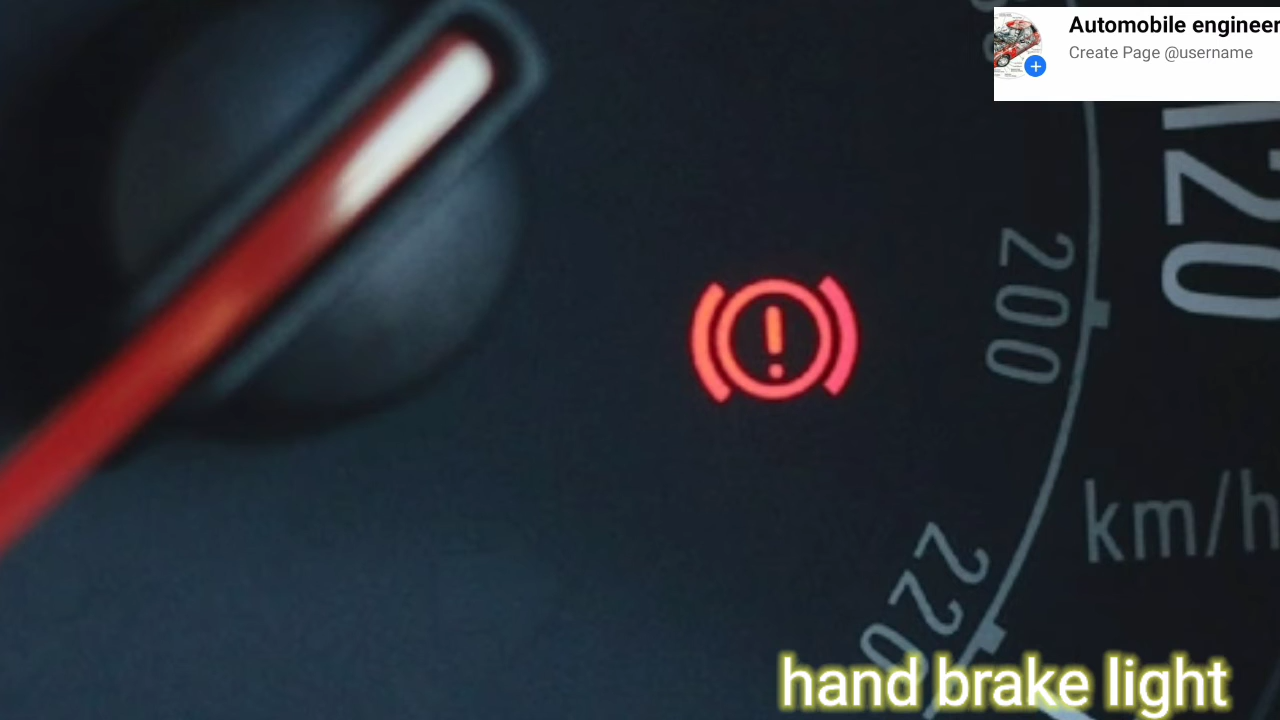 Automobile engineer
Create Page @username
120
200
km/h
220
hand brake light